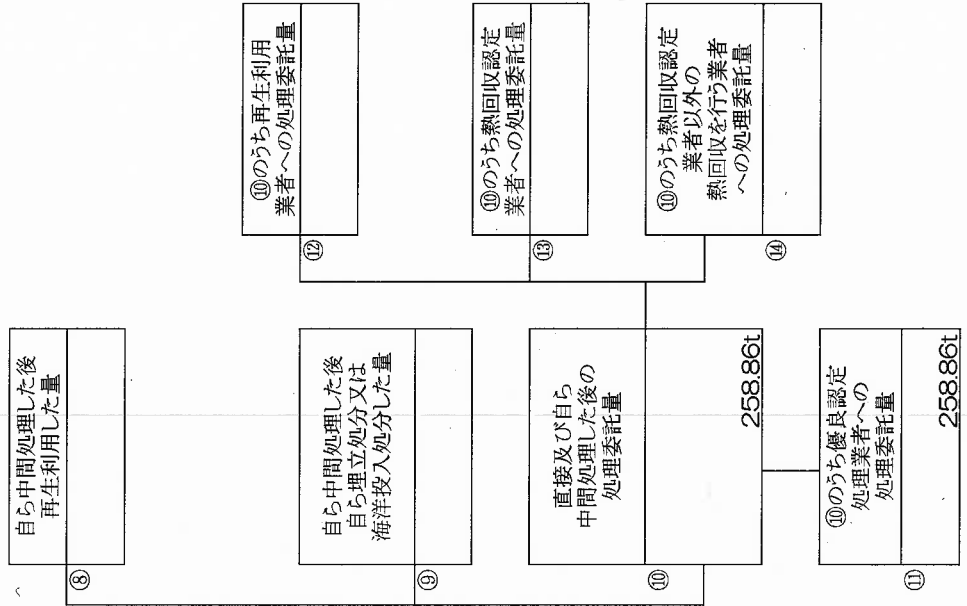 自ら中間処理した後
再生利用した量
⑧
自ら中間処理した後
自ら埋立処分又は
海洋投入処分した量
⑨
直接及び自ら
中間処理した後の
処理委託量
258.86t
⑩
⑩のうち優良認定
処理業者への
処理委託量
258.86t
⑪
⑩のうち再生利用
業者への処理委託量
⑫
⑩のうち熱回収認定
業者への処理委託量
⑬
⑩のうち熱回収認定
業者以外の
熱回収を行う業者
への処理委託量
⑭